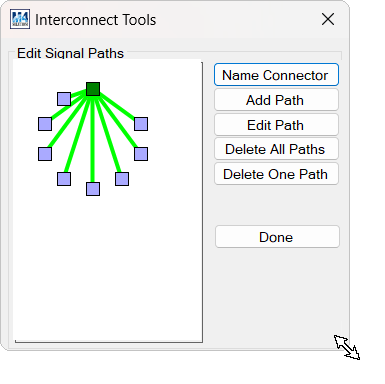 Interconnect Tools
Edit Signal Paths
Name Connector
Add Path
Edit Path
Delete All Paths
Delete One Path
Done